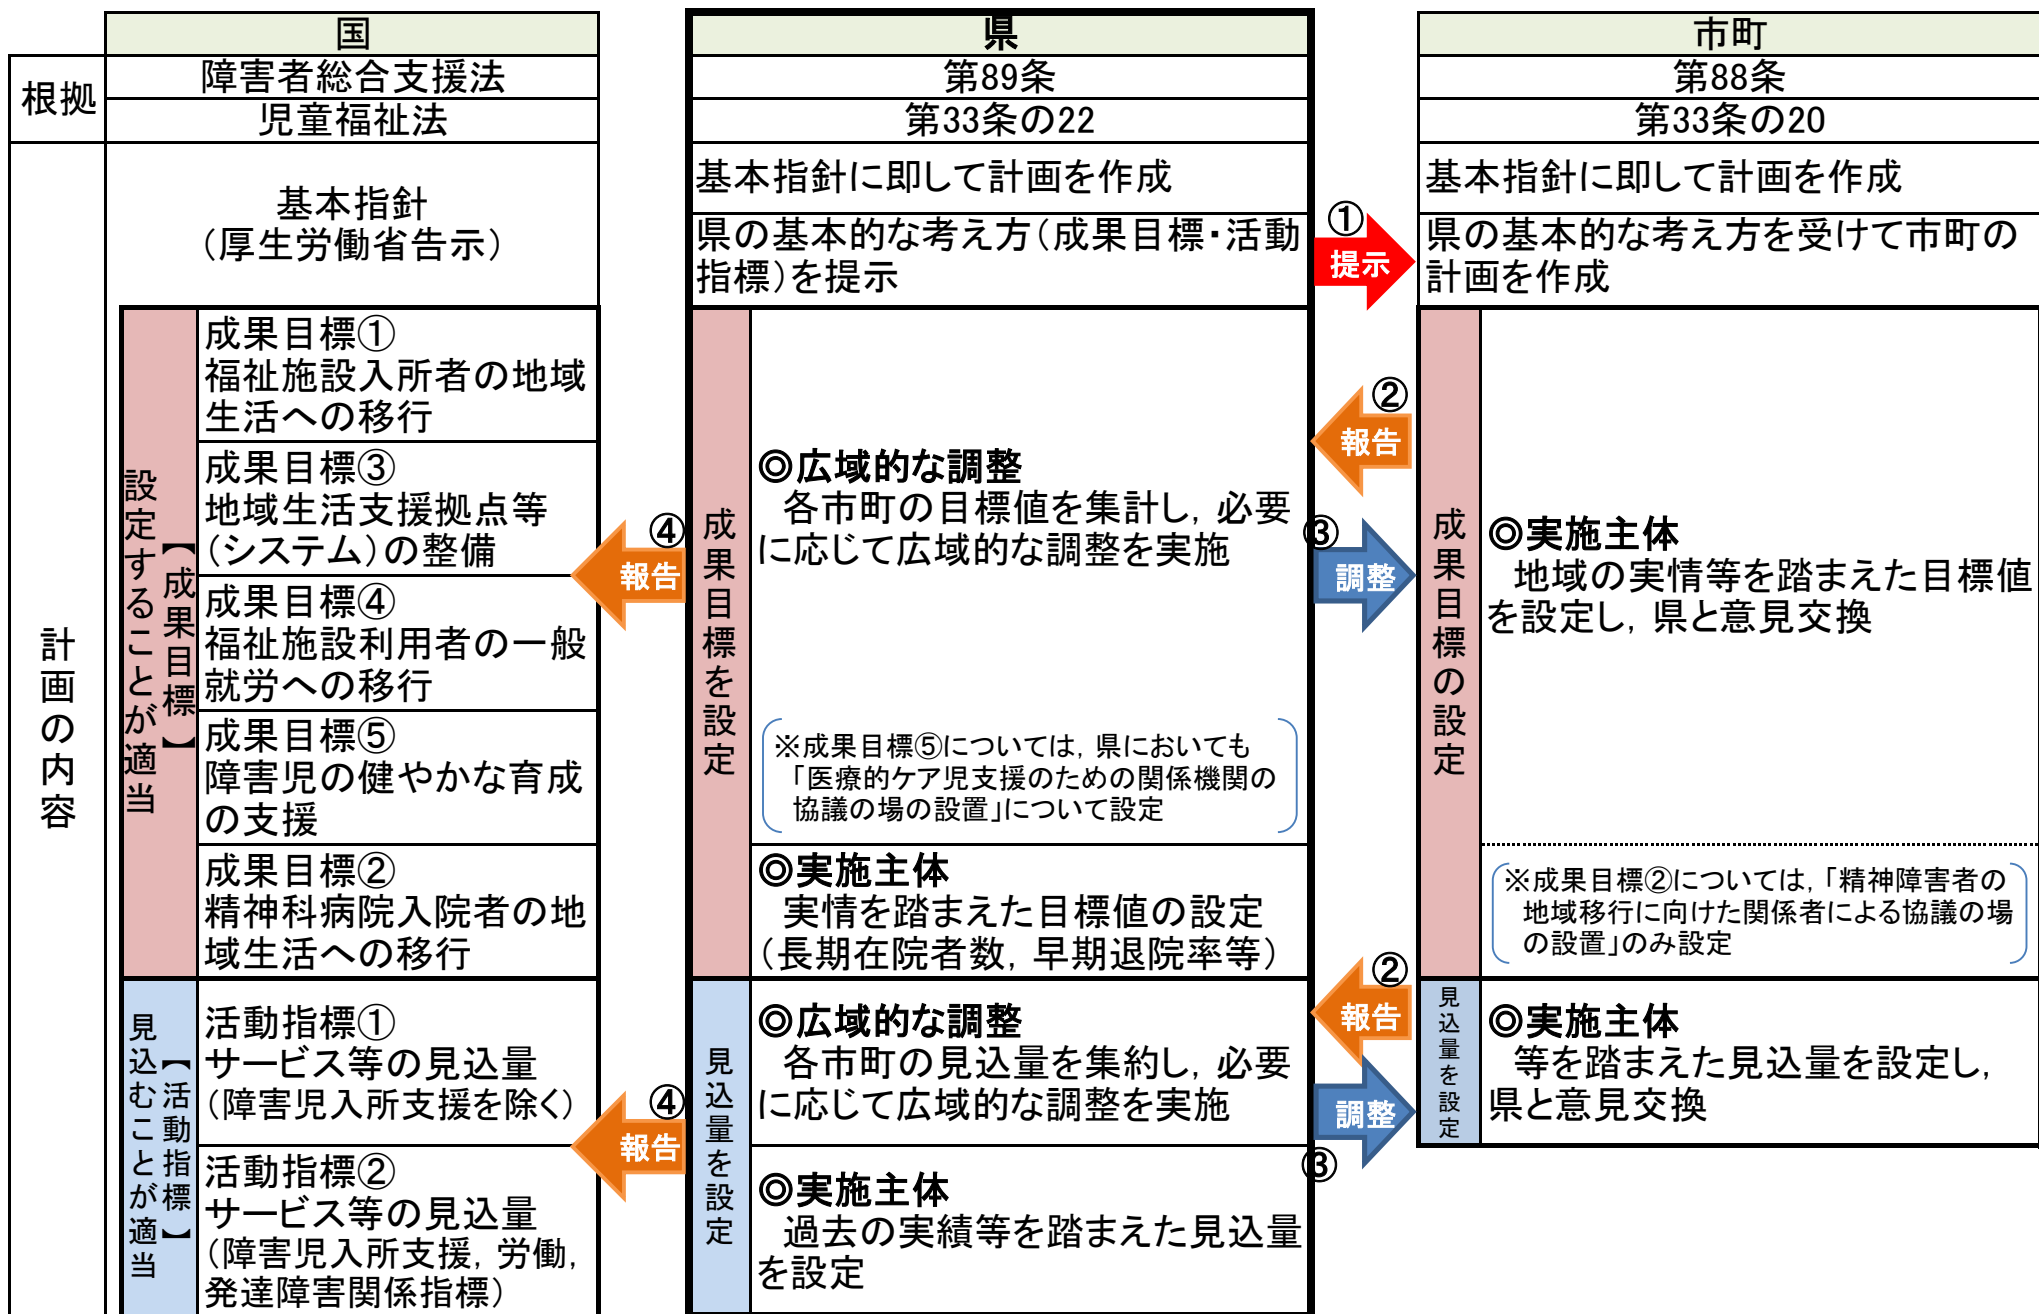 国
県
市町
根拠
障害者総合支援法
第89条
第88条
児童福祉法
第33条の22
第33条の20
計画の内容
基本指針
（厚生労働省告示）
基本指針に即して計画を作成
県の基本的な考え方（成果目標・活動
指標）を提示
①
提示
基本指針に即して計画を作成
県の基本的な考え方を受けて市町の
計画を作成
設定することが適当
【成果目標】
成果目標①
福祉施設入所者の地域
生活への移行
成果目標③
地域生活支援拠点等
（システム）の整備
成果目標④
福祉施設利用者の一般
就労への移行
成果目標⑤
障害児の健やかな育成
の支援
成果目標②
精神科病院入院者の地
域生活への移行
④
報告
成果目標を設定
◎広域的な調整
各市町の目標値を集計し，必要
に応じて広域的な調整を実施
※成果目標⑤については，県においても
「医療的ケア児支援のための関係機関の
協議の場の設置」について設定
◎実施主体
実情を踏まえた目標値の設定
（長期在院者数，早期退院率等）
②
報告
③
調整
成果目標の設定
◎実施主体
地域の実情等を踏まえた目標値
を設定し，県と意見交換
※成果目標②については，「精神障害者の
地域移行に向けた関係者による協議の場
の設置」のみ設定
見込むことが適当
【活動指標】
活動指標①
サービス等の見込量
（障害児入所支援を除く）
活動指標②
サービス等の見込量
（障害児入所支援，労働，
発達障害関係指標）
④
報告
見込量を設定
◎広域的な調整
各市町の見込量を集約し，必要
に応じて広域的な調整を実施
◎実施主体
過去の実績等を踏まえた見込量
を設定
②
報告
調整
③
見込量を設定
◎実施主体
等を踏まえた見込量を設定し，
県と意見交換